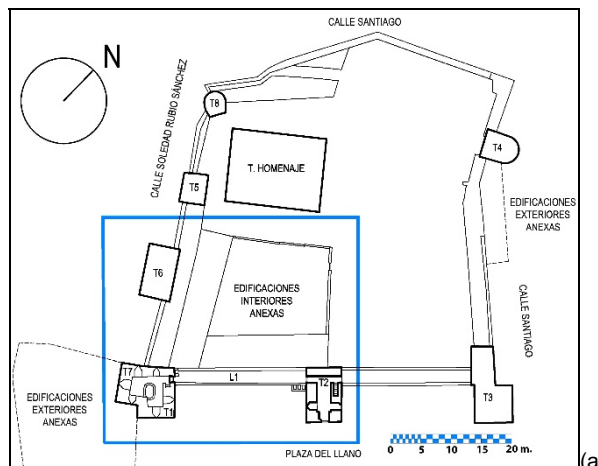 CALLE SANTIAGO
N
CALLE SOLEDAD RUBIO SÁNCHEZ
T8
T4
T. HOMENAJE
T5
EDIFICACIONES
EXTERIORES
ANEXAS
T6
EDIFICACIONES
INTERIORES
ANEXAS
CALLE SANTIAGO
T7
L1
T2
T1
T3
EDIFICACIONES
EXTERIORES
ANEXAS
PLAZA DEL LLANO
0 5 10 15 20 m.
(a